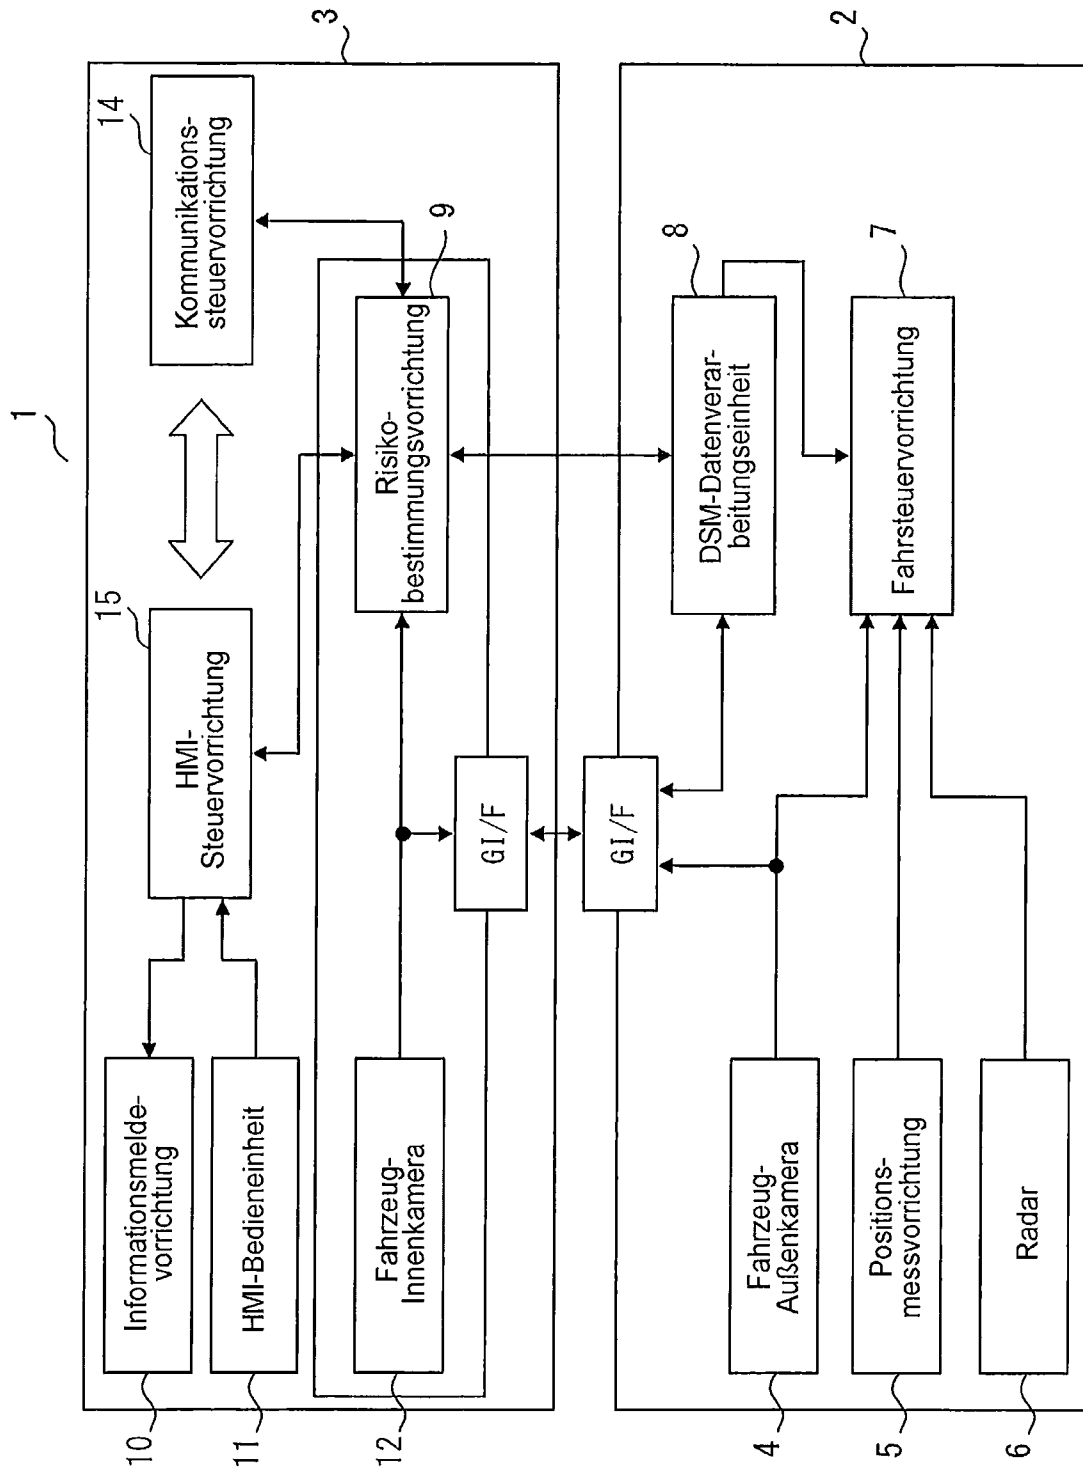 1
3
10
Informationsmelde-
vorrichtung
11
HMI-Bedieneinheit
15
HMI-
Steuervorrichtung
14
Kommunikations-
steuervorrichtung
12
Fahrzeug-
Innenkamera
9
Risiko-
bestimmungsvorrichtung
GI/F
2
GI/F
8
DSM-Datenverar-
beitungseinheit
4
Fahrzeug-
Außenkamera
7
Fahrsteuervorrichtung
5
Positions-
messvorrichtung
6
Radar